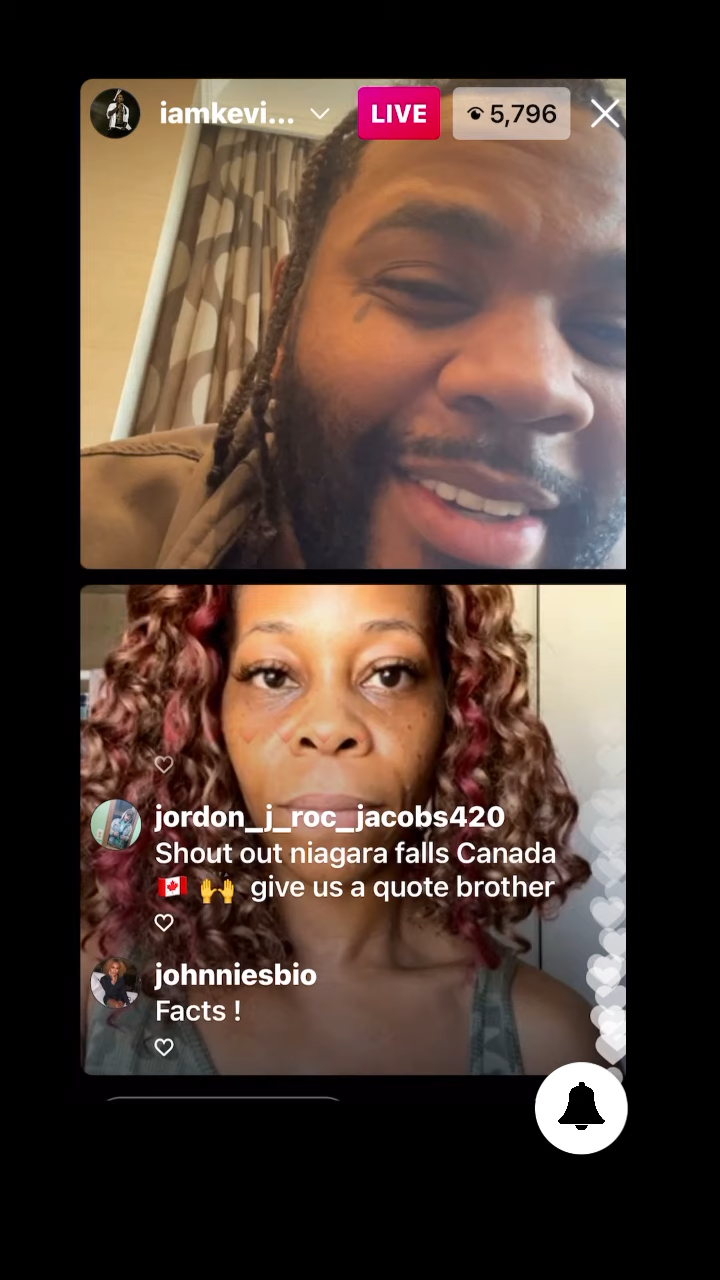 iamkevi...
LIVE
5,796
jordon_j_roc_jacobs420
Shout out niagara falls Canada
🇨🇦 🙌 give us a quote brother
johnniesbio
Facts !